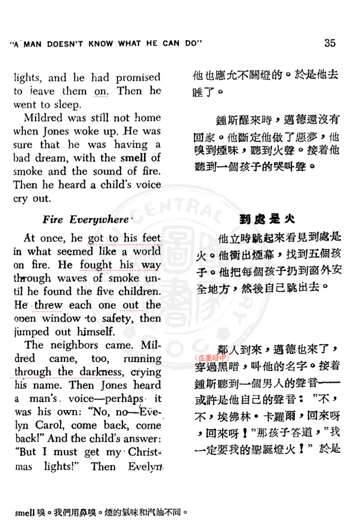 "A MAN DOESN'T KNOW WHAT HE CAN DO"
35
lights, and he had promised
to leave them on. Then he
went to sleep.
Mildred was still not home
when Jones woke up. He was
sure that he was having a
bad dream, with the smell of
smoke and the sound of fire.
Then he heard a child's voice
cry out.
Fire Everywhere
At once, he got to his feet
in what seemed like a world
on fire. He fought his way
through waves of smoke un-
til he found the five children.
He threw each one out the
open window to safety, then
jumped out himself.
The neighbors came. Mil-
dred came, too, running
through the darkness, crying
his name. Then Jones heard
a man's voice—perhaps it
was his own: "No, no—Eve-
lyn Carol, come back, come
back!" And the child's answer:
"But I must get my Christ-
mas lights!" Then Evelyn
他也應允不關燈的。於是他去
睡了。
鍾斯醒來時，邁德還沒有
回家。他斷定他做了惡夢，他
嗅到煙味，聽到火聲。接着他
聽到一個孩子的哭叫聲。
到處是火
他立時跳起來看見到處是
火。他衝出煙幕，找到五個孩
子。他把每個孩子扔到窗外安
全地方，然後自己跳出去。
鄰人到來，邁德也來了，
穿過黑暗，叫他的名字。接着
鍾斯聽到一個男人的聲音——
或許是他自己的聲音："不，
不，埃佛林·卡羅爾，回來呀
，回來呀！"那孩子答道，"我
一定要我的聖誕燈火！"於是
smell 嗅。我們用鼻嗅。煙的氣味和汽油不同。